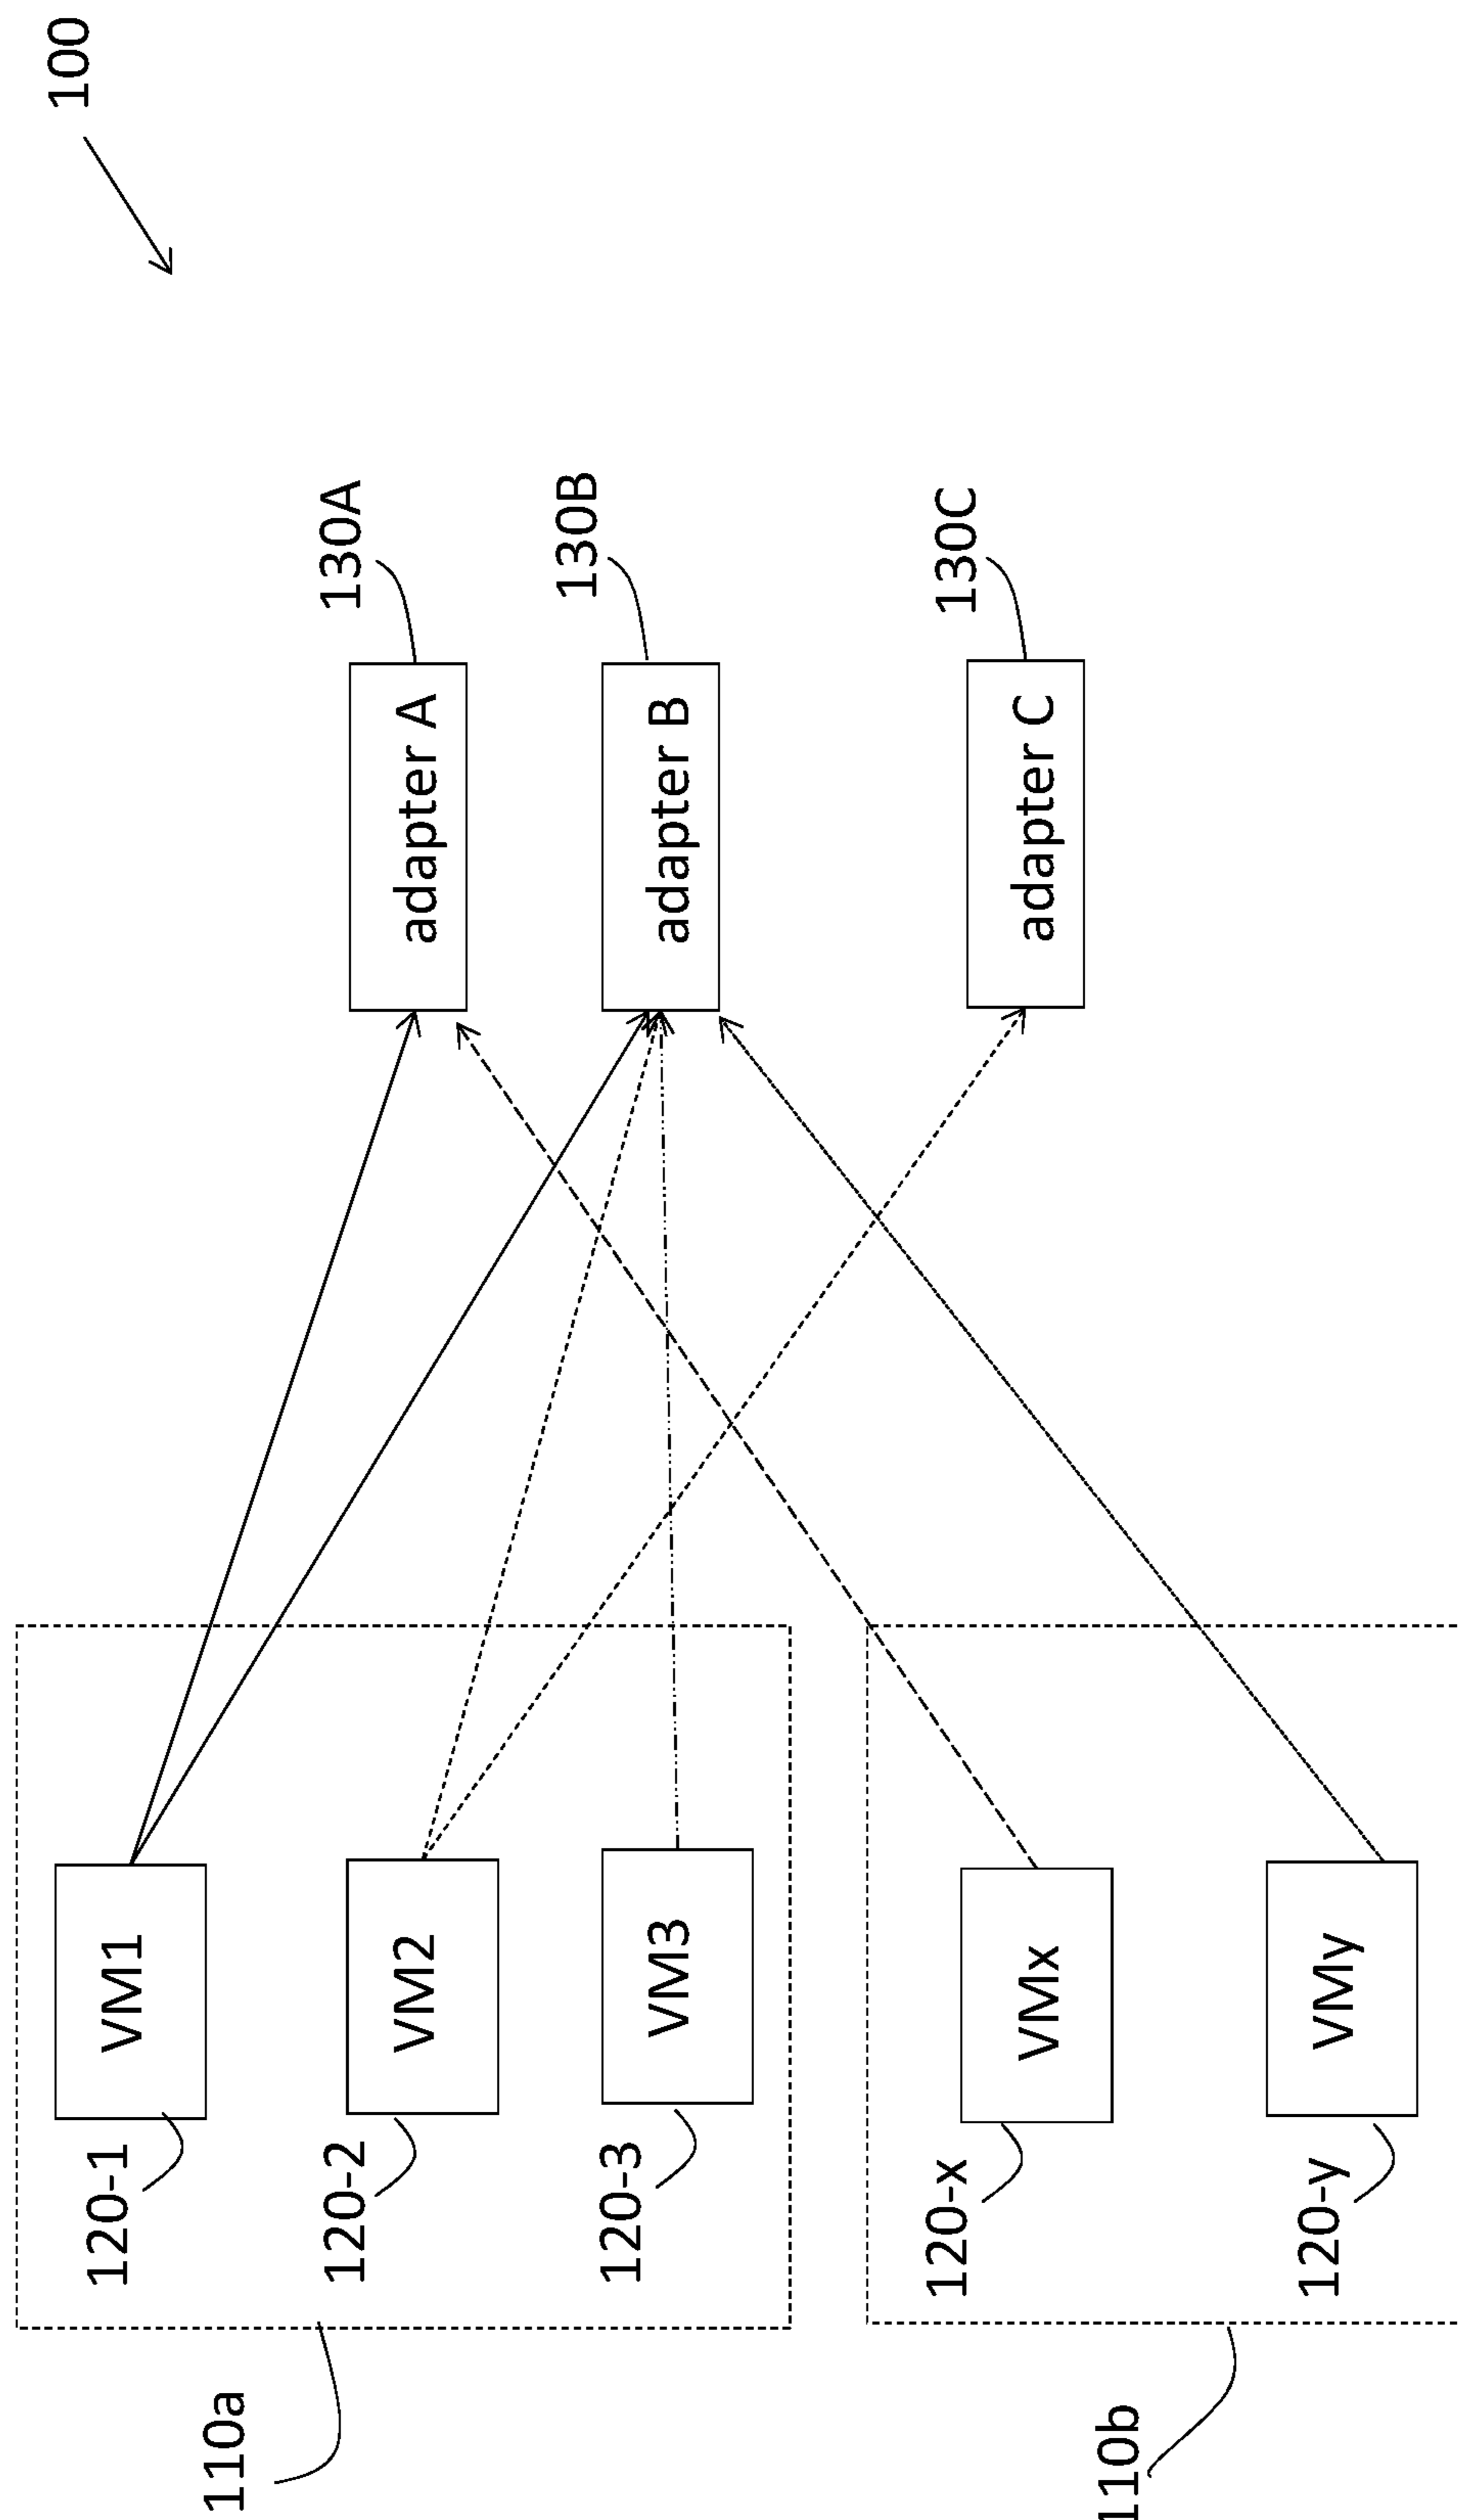 100
110a
120-1
VM1
120-2
VM2
120-3
VM3
adapter A
130A
adapter B
130B
adapter C
130C
110b
120-x
VMx
120-y
VMy